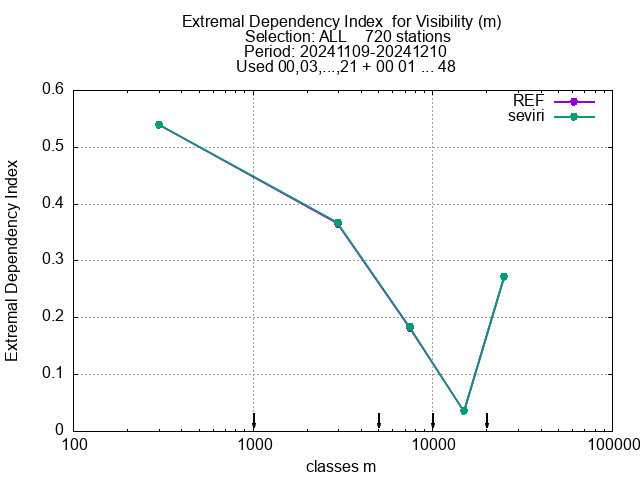 Extremal Dependency Index  for Visibility (m)
Selection: ALL    720 stations
Period: 20241109-20241210
Used 00,03,...,21 + 00 01 ... 48
REF
seviri
0.6
0.5
0.4
0.3
0.2
0.1
0
Extremal Dependency Index
100
1000
10000
100000
classes m